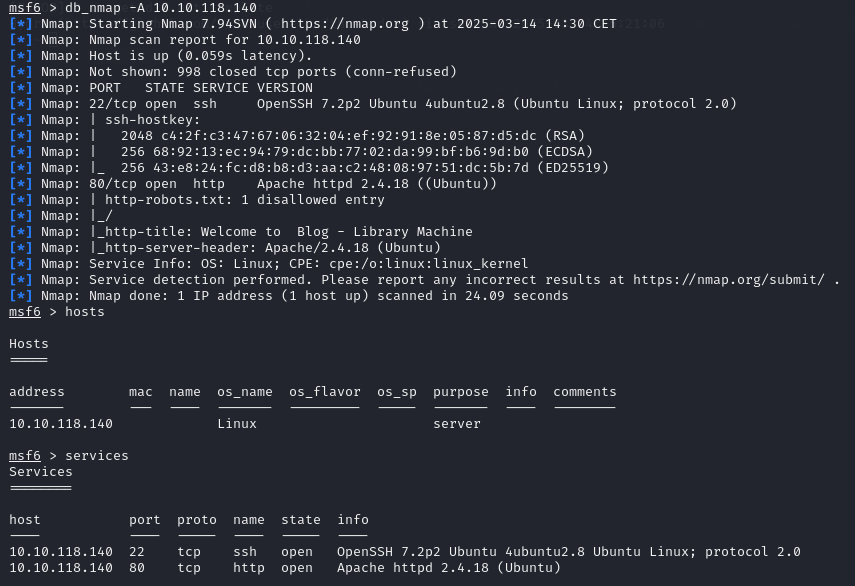 msf6 > db_nmap -A 10.10.118.140
[*] Nmap: Starting Nmap 7.94SVN ( https://nmap.org ) at 2025-03-14 14:30 CET
[*] Nmap: Nmap scan report for 10.10.118.140
[*] Nmap: Host is up (0.059s latency).
[*] Nmap: Not shown: 998 closed tcp ports (conn-refused)
[*] Nmap: PORT   STATE SERVICE VERSION
[*] Nmap: 22/tcp open  ssh     OpenSSH 7.2p2 Ubuntu 4ubuntu2.8 (Ubuntu Linux; protocol 2.0)
[*] Nmap: | ssh-hostkey:
[*] Nmap: |   2048 c4:2f:c3:47:67:06:32:04:ef:92:91:8e:05:87:d5:dc (RSA)
[*] Nmap: |   256 68:92:13:ec:94:79:dc:bb:77:02:da:99:bf:b6:9d:b0 (ECDSA)
[*] Nmap: |_  256 43:e8:24:fc:d8:b8:d3:aa:c2:48:08:97:51:dc:5b:7d (ED25519)
[*] Nmap: 80/tcp open  http    Apache httpd 2.4.18 ((Ubuntu))
[*] Nmap: | http-robots.txt: 1 disallowed entry
[*] Nmap: |_/
[*] Nmap: |_http-title: Welcome to  Blog - Library Machine
[*] Nmap: |_http-server-header: Apache/2.4.18 (Ubuntu)
[*] Nmap: Service Info: OS: Linux; CPE: cpe:/o:linux:linux_kernel
[*] Nmap: Service detection performed. Please report any incorrect results at https://nmap.org/submit/ .
[*] Nmap: Nmap done: 1 IP address (1 host up) scanned in 24.09 seconds
msf6 > hosts
Hosts
=====
address        mac  name  os_name  os_flavor  os_sp  purpose  info  comments
-------        ---  ----  -------  ---------  -----  -------  ----  --------
10.10.118.140             Linux                      server
msf6 > services
Services
========
host           port  proto  name  state  info
----           ----  -----  ----  -----  ----
10.10.118.140  22    tcp    ssh   open   OpenSSH 7.2p2 Ubuntu 4ubuntu2.8 Ubuntu Linux; protocol 2.0
10.10.118.140  80    tcp    http  open   Apache httpd 2.4.18 (Ubuntu)